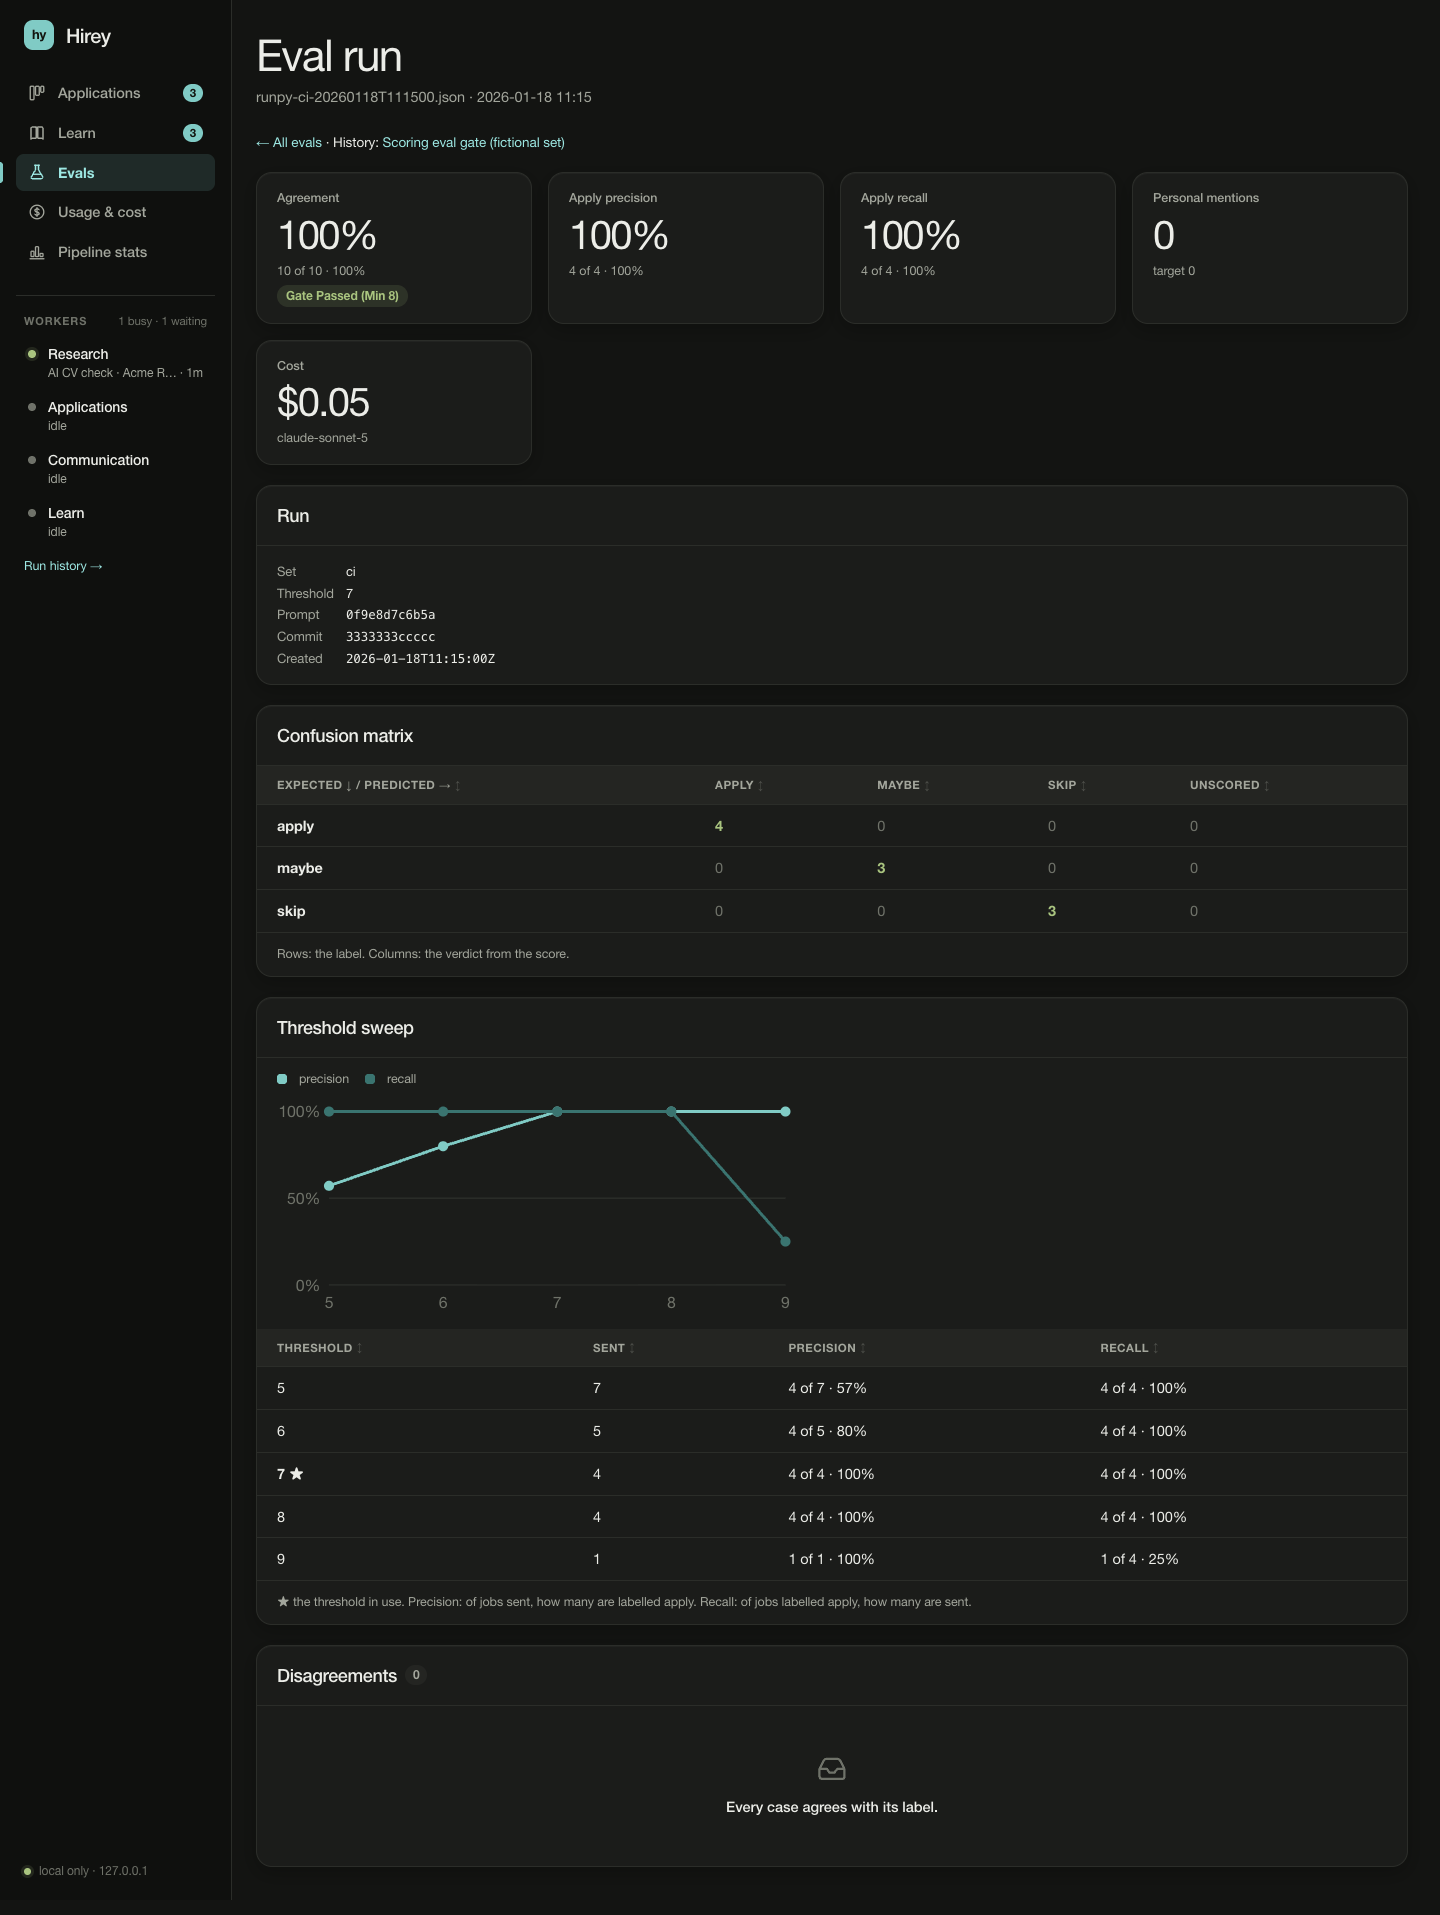 hy Hirey
Applications 3
Learn 3
Evals
Usage & cost
Pipeline stats
WORKERS 1 busy · 1 waiting
Research
AI CV check · Acme R… · 1m
Applications
idle
Communication
idle
Learn
idle
Run history →
local only · 127.0.0.1
Eval run
runpy-ci-20260118T111500.json · 2026-01-18 11:15
← All evals · History: Scoring eval gate (fictional set)
Agreement
100%
10 of 10 · 100%
Gate Passed (Min 8)
Apply precision
100%
4 of 4 · 100%
Apply recall
100%
4 of 4 · 100%
Personal mentions
0
target 0
Cost
$0.05
claude-sonnet-5
Run
Set ci
Threshold 7
Prompt 0f9e8d7c6b5a
Commit 3333333ccccc
Created 2026-01-18T11:15:00Z
Confusion matrix
EXPECTED ↓ / PREDICTED → ↕ APPLY ↕ MAYBE ↕ SKIP ↕ UNSCORED ↕
apply 4 0 0 0
maybe 0 3 0 0
skip 0 0 3 0
Rows: the label. Columns: the verdict from the score.
Threshold sweep
precision recall
100%
50%
0%
5 6 7 8 9
THRESHOLD ↕ SENT ↕ PRECISION ↕ RECALL ↕
5 7 4 of 7 · 57% 4 of 4 · 100%
6 5 4 of 5 · 80% 4 of 4 · 100%
7 ★ 4 4 of 4 · 100% 4 of 4 · 100%
8 4 4 of 4 · 100% 4 of 4 · 100%
9 1 1 of 1 · 100% 1 of 4 · 25%
★ the threshold in use. Precision: of jobs sent, how many are labelled apply. Recall: of jobs labelled apply, how many are sent.
Disagreements 0
Every case agrees with its label.